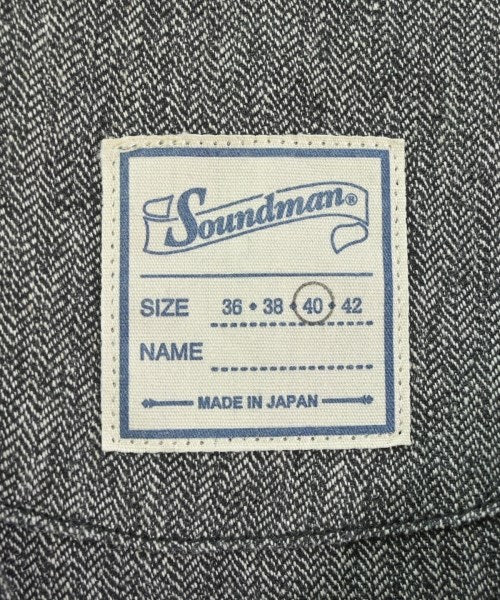 Soundman®
SIZE 36 • 38 • 40 • 42
NAME
MADE IN JAPAN